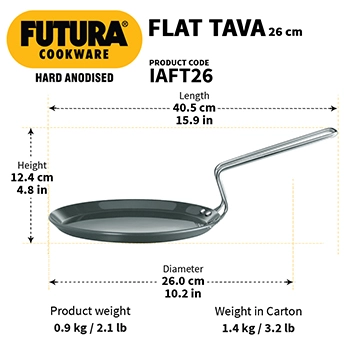 FUTURA®
COOKWARE
HARD ANODISED
FLAT TAVA 26 cm
PRODUCT CODE
IAFT26
Length
40.5 cm
15.9 in
Height
12.4 cm
4.8 in
Diameter
26.0 cm
10.2 in
Product weight
0.9 kg / 2.1 lb
Weight in Carton
1.4 kg / 3.2 lb